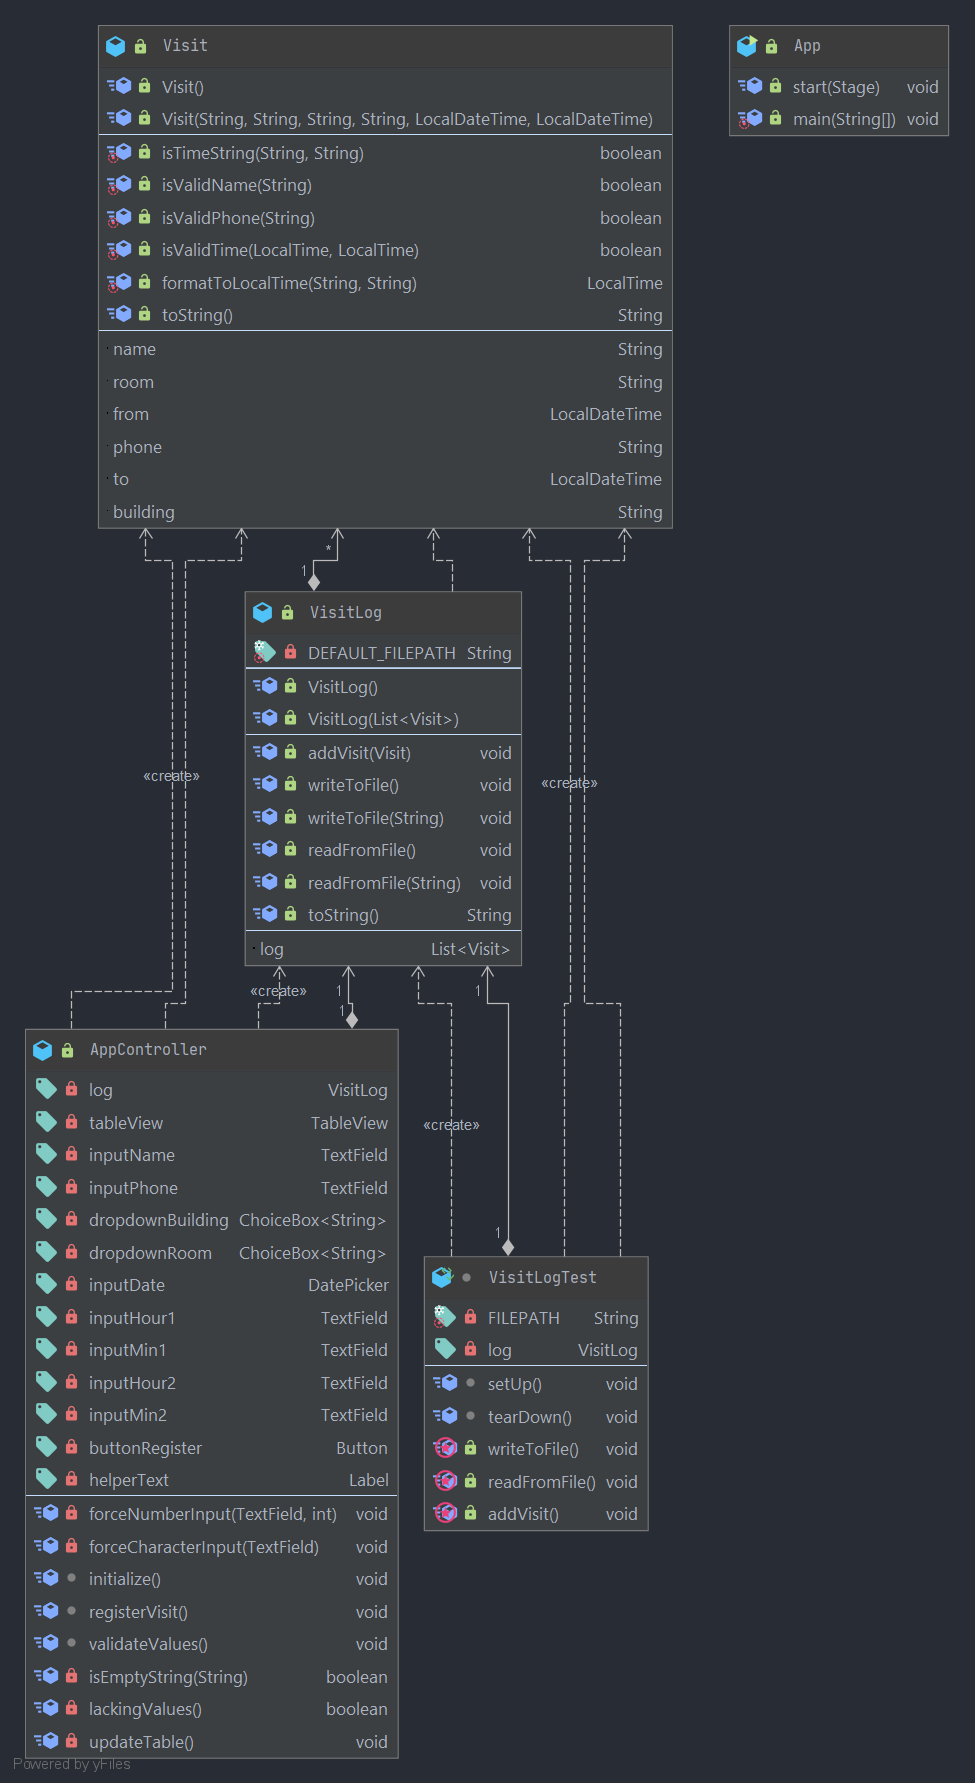 Visit
Visit()
Visit(String, String, String, String, LocalDateTime, LocalDateTime)
isTimeString(String, String) boolean
isValidName(String) boolean
isValidPhone(String) boolean
isValidTime(LocalTime, LocalTime) boolean
formatToLocalTime(String, String) LocalTime
toString() String
name String
room String
from LocalDateTime
phone String
to LocalDateTime
building String
App
start(Stage) void
main(String[]) void
*
1
«create»
«create»
VisitLog
DEFAULT_FILEPATH String
VisitLog()
VisitLog(List<Visit>)
addVisit(Visit) void
writeToFile() void
writeToFile(String) void
readFromFile() void
readFromFile(String) void
toString() String
log List<Visit>
«create»
1
1
1
«create»
1
AppController
log VisitLog
tableView TableView
inputName TextField
inputPhone TextField
dropdownBuilding ChoiceBox<String>
dropdownRoom ChoiceBox<String>
inputDate DatePicker
inputHour1 TextField
inputMin1 TextField
inputHour2 TextField
inputMin2 TextField
buttonRegister Button
helperText Label
forceNumberInput(TextField, int) void
forceCharacterInput(TextField) void
initialize() void
registerVisit() void
validateValues() void
isEmptyString(String) boolean
lackingValues() boolean
updateTable() void
VisitLogTest
FILEPATH String
log VisitLog
setUp() void
tearDown() void
writeToFile() void
readFromFile() void
addVisit() void
Powered by yFiles